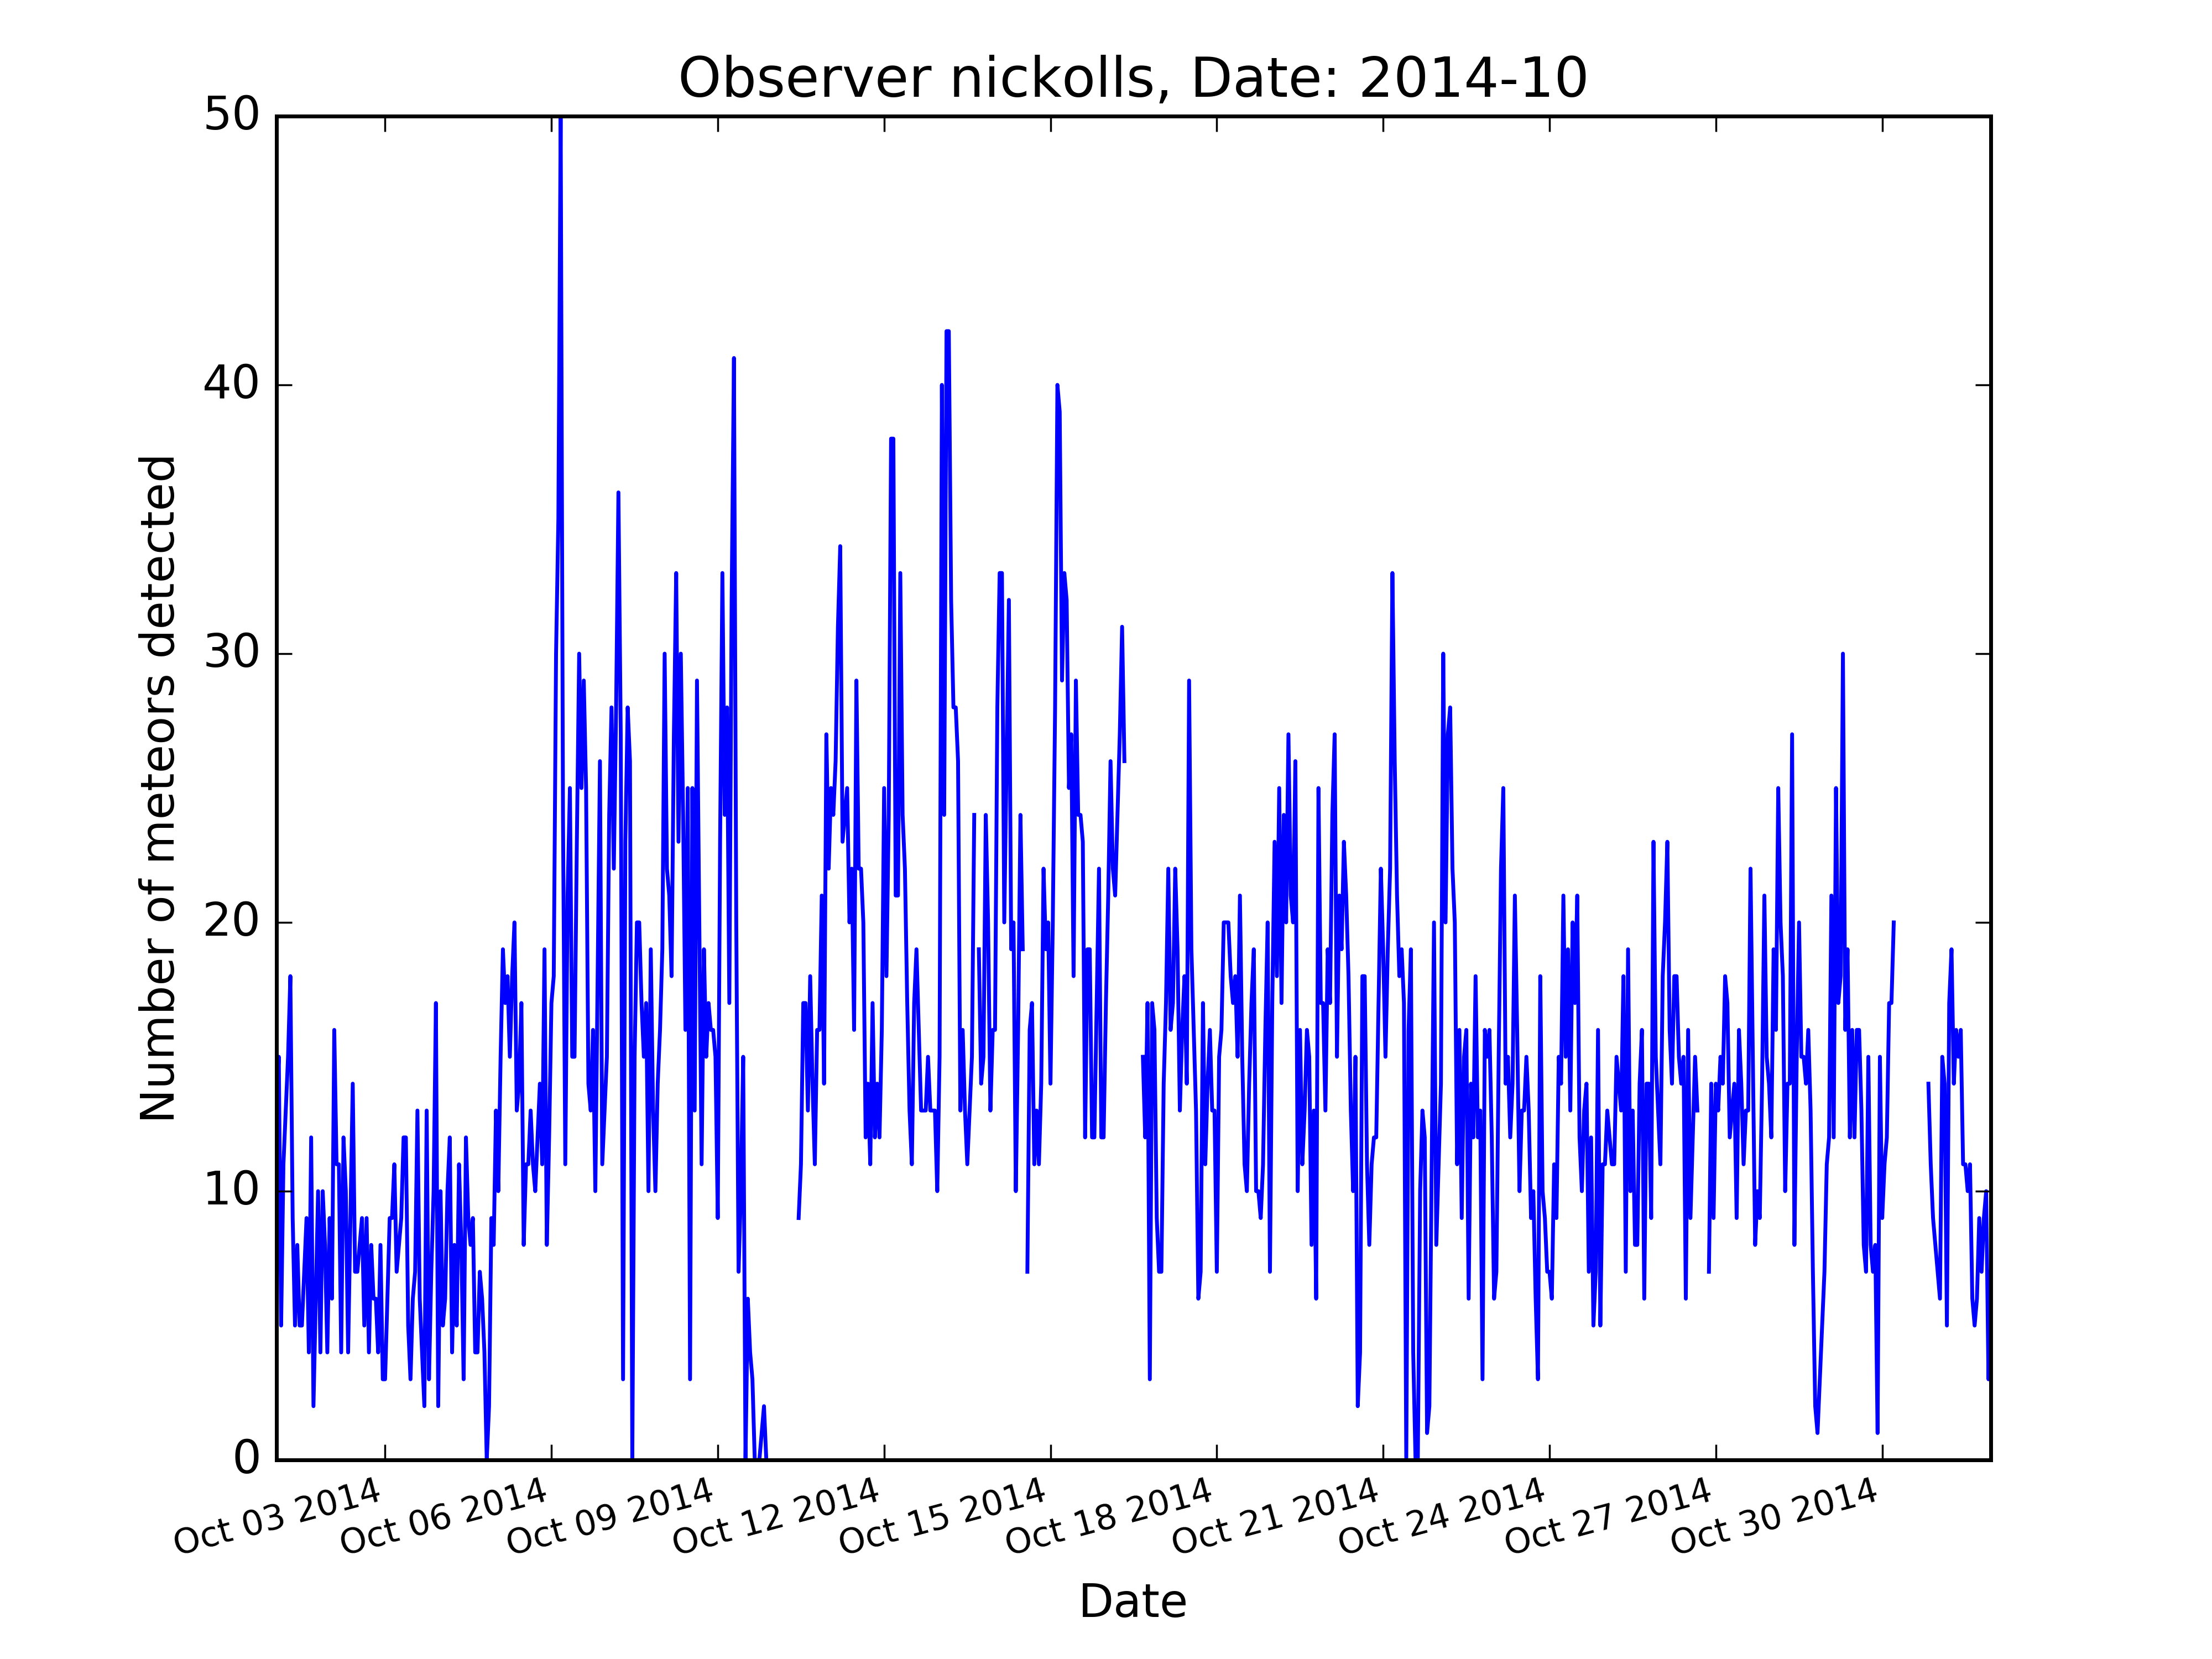 Observer nickolls, Date: 2014-10
50
40
30
20
10
0
Number of meteors detected
Oct 03 2014
Oct 06 2014
Oct 09 2014
Oct 12 2014
Oct 15 2014
Oct 18 2014
Oct 21 2014
Oct 24 2014
Oct 27 2014
Oct 30 2014
Date